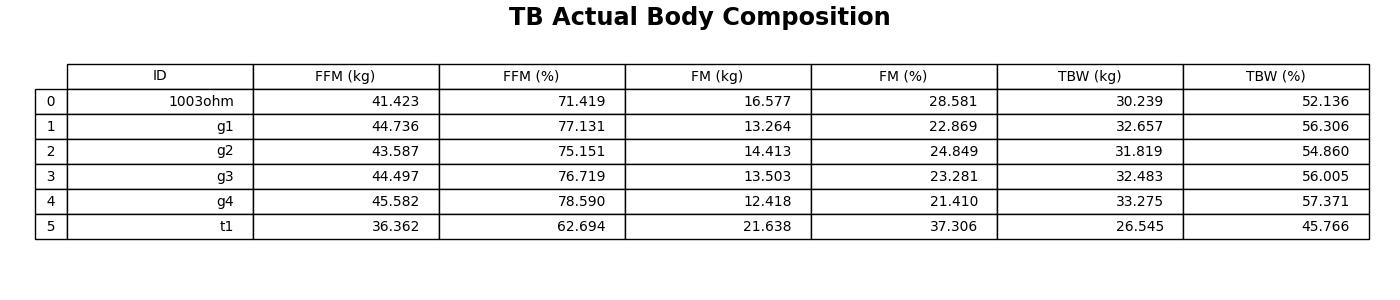 TB Actual Body Composition
ID FFM (kg) FFM (%) FM (kg) FM (%) TBW (kg) TBW (%)
0 1003ohm 41.423 71.419 16.577 28.581 30.239 52.136
1 g1 44.736 77.131 13.264 22.869 32.657 56.306
2 g2 43.587 75.151 14.413 24.849 31.819 54.860
3 g3 44.497 76.719 13.503 23.281 32.483 56.005
4 g4 45.582 78.590 12.418 21.410 33.275 57.371
5 t1 36.362 62.694 21.638 37.306 26.545 45.766